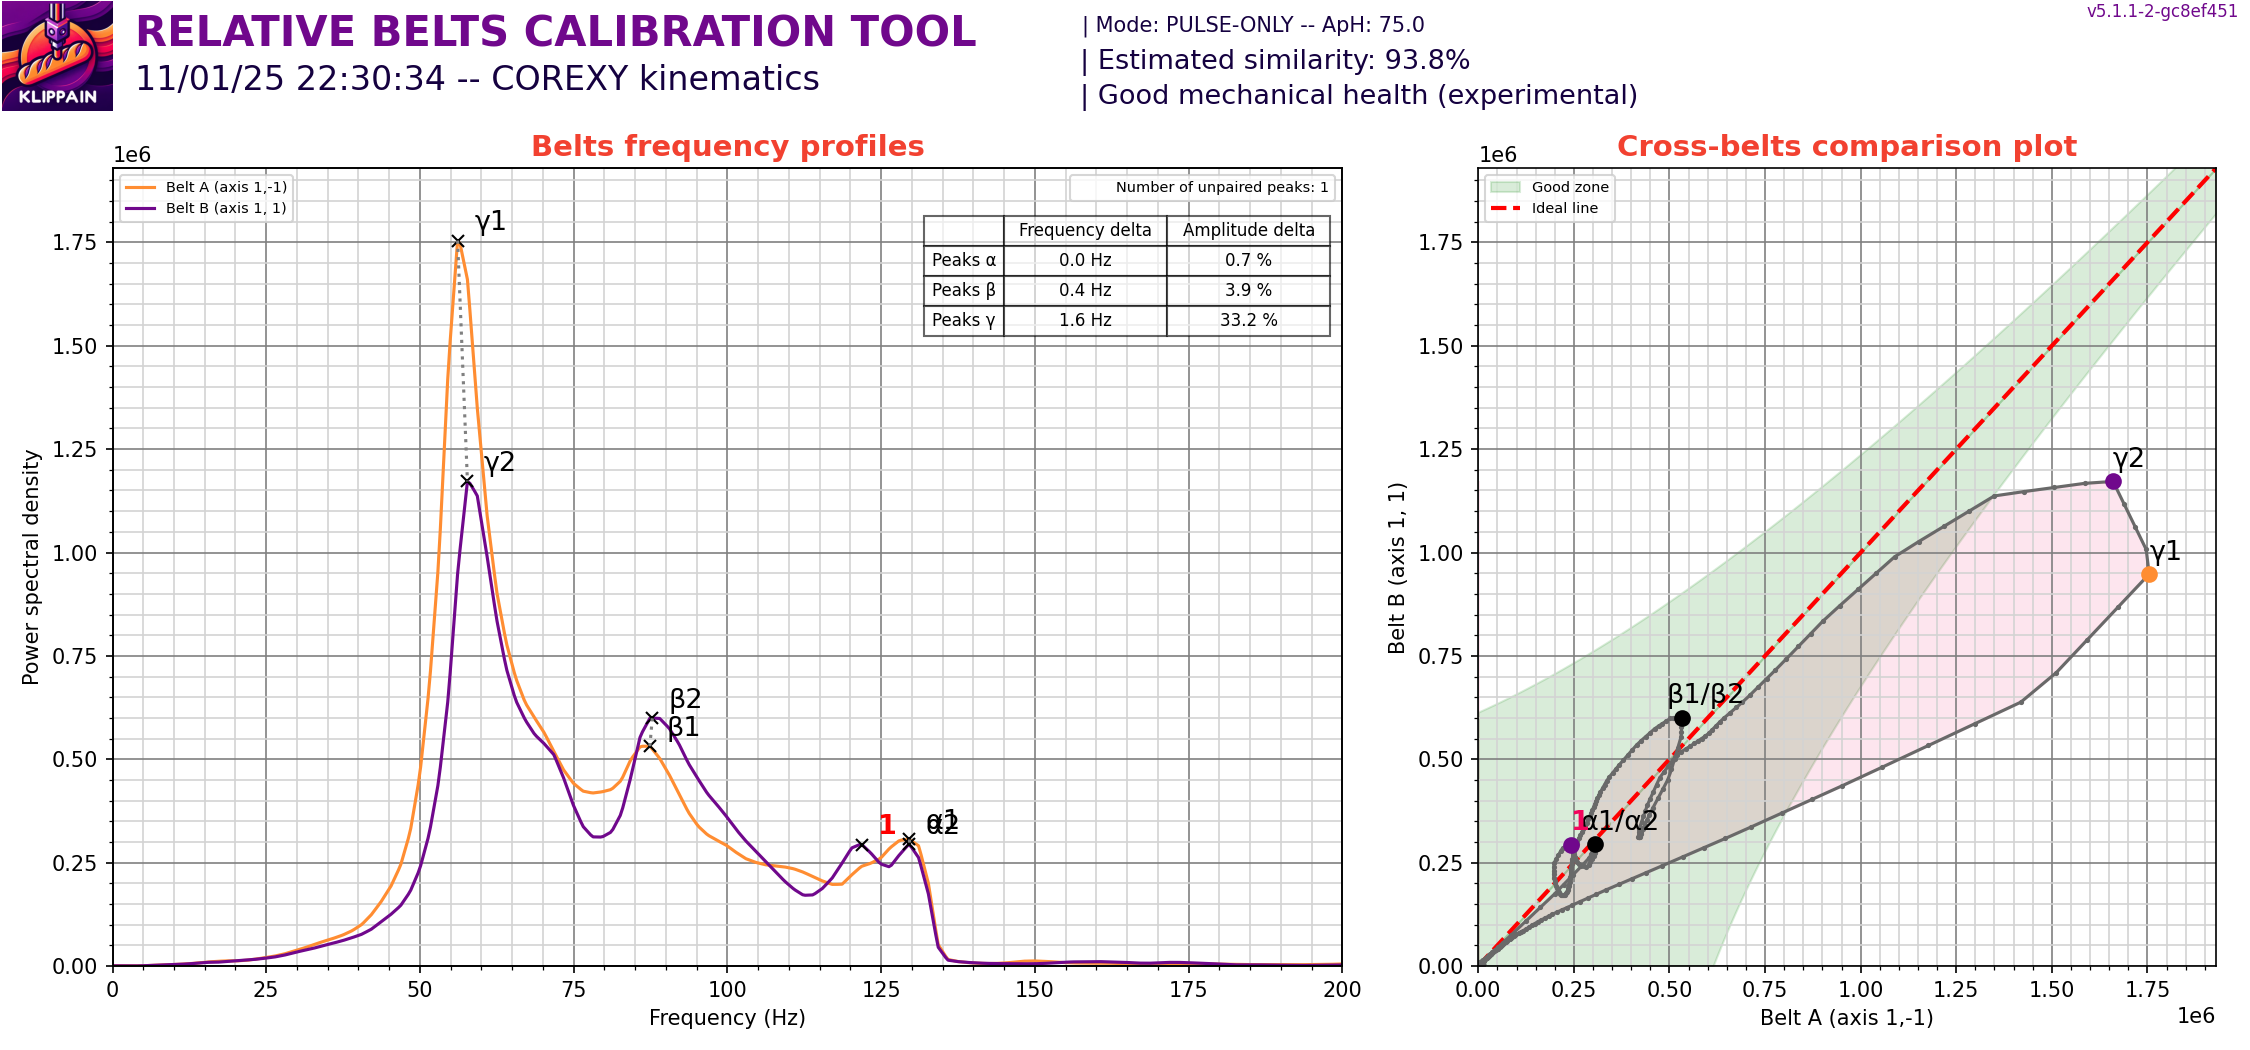 KLIPPAIN
RELATIVE BELTS CALIBRATION TOOL
11/01/25 22:30:34 -- COREXY kinematics
| Mode: PULSE-ONLY -- ApH: 75.0
| Estimated similarity: 93.8%
| Good mechanical health (experimental)
v5.1.1-2-gc8ef451
Belts frequency profiles
1e6
Belt A (axis 1,-1)
Belt B (axis 1, 1)
Number of unpaired peaks: 1
Frequency delta Amplitude delta
Peaks α 0.0 Hz 0.7 %
Peaks β 0.4 Hz 3.9 %
Peaks γ 1.6 Hz 33.2 %
γ1
γ2
β2
β1
1
α1
α2
1.75
1.50
1.25
1.00
0.75
0.50
0.25
0.00
Power spectral density
0 25 50 75 100 125 150 175 200
Frequency (Hz)
Cross-belts comparison plot
1e6
Good zone
Ideal line
γ2
γ1
β1/β2
1
α1/α2
1.75
1.50
1.25
1.00
0.75
0.50
0.25
0.00
Belt B (axis 1, 1)
0.00 0.25 0.50 0.75 1.00 1.25 1.50 1.75
Belt A (axis 1,-1)
1e6